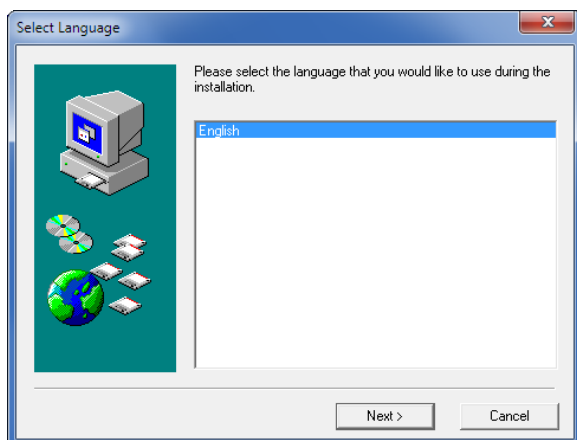 Select Language
Please select the language that you would like to use during the
installation.
English
Next >
Cancel